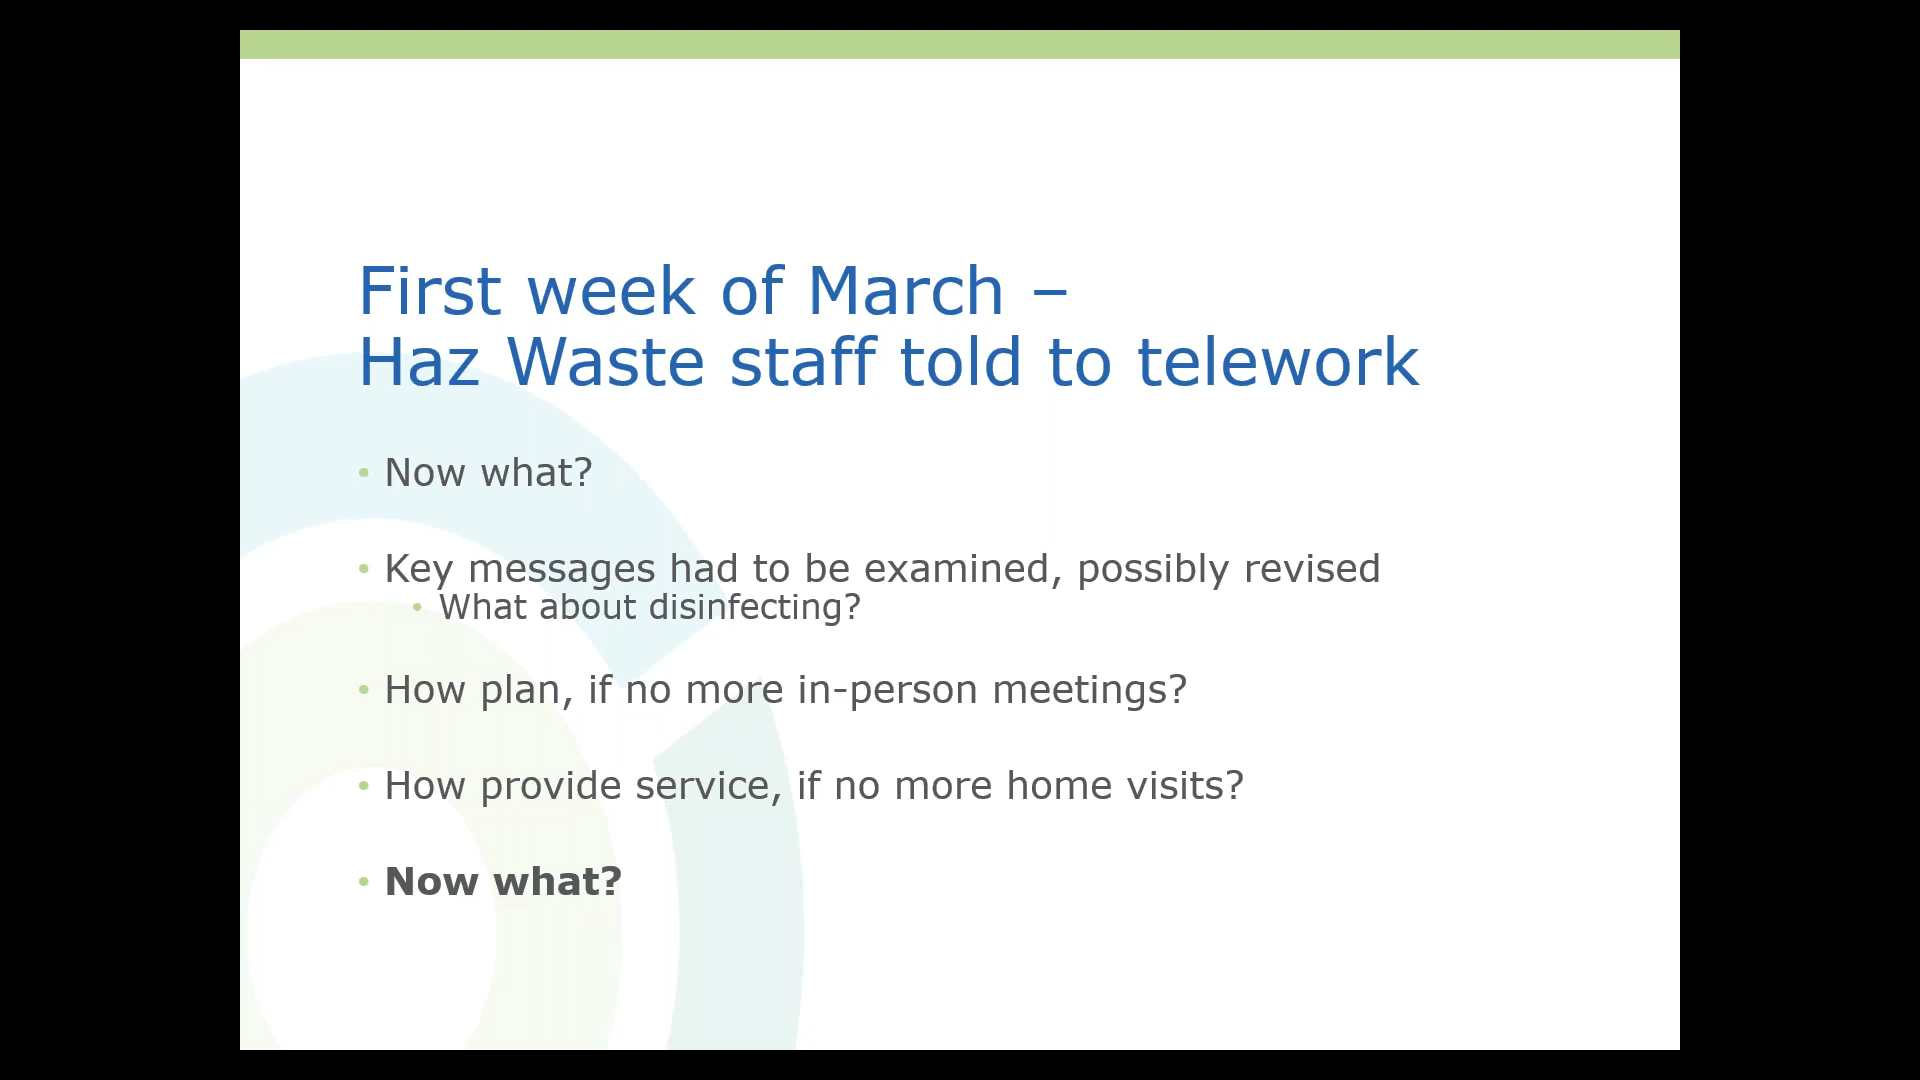 First week of March –
Haz Waste staff told to telework
• Now what?
• Key messages had to be examined, possibly revised
• What about disinfecting?
• How plan, if no more in-person meetings?
• How provide service, if no more home visits?
• Now what?